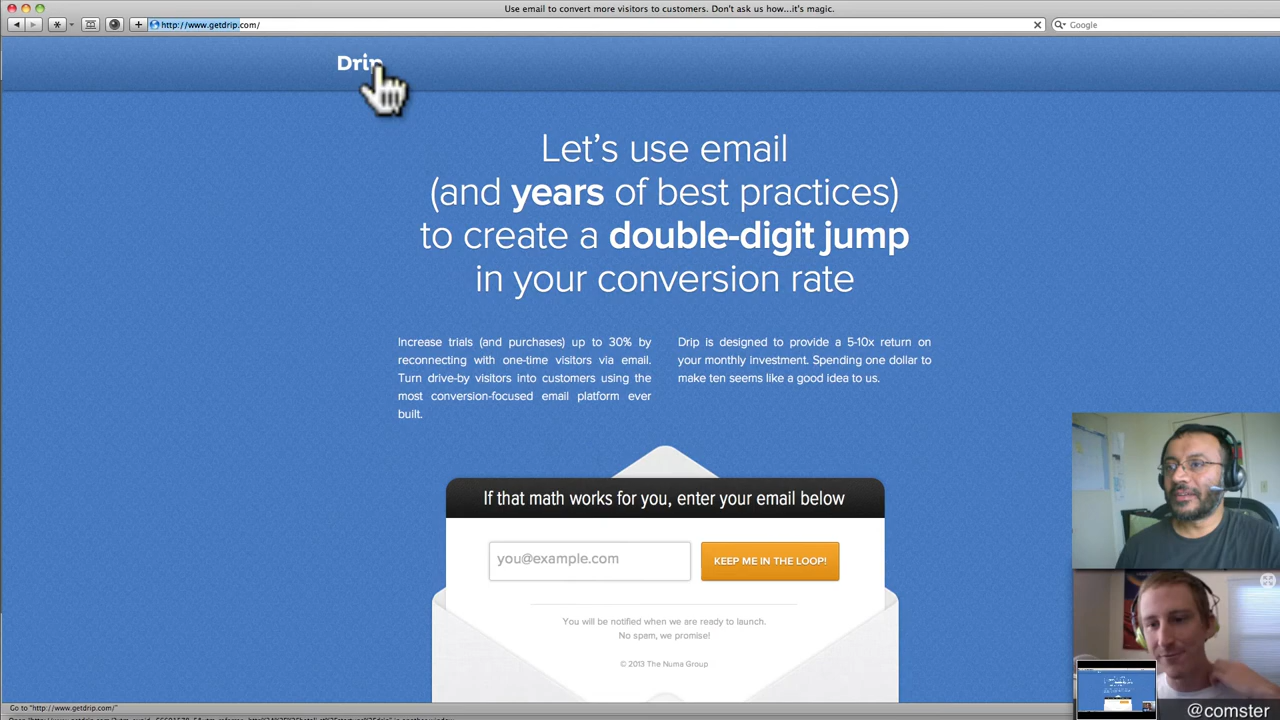 Use email to convert more visitors to customers. Don't ask us how...it's magic.
http://www.getdrip.com/
Google
Drip
Let's use email
(and years of best practices)
to create a double-digit jump
in your conversion rate
Increase trials (and purchases) up to 30% by
reconnecting with one-time visitors via email.
Turn drive-by visitors into customers using the
most conversion-focused email platform ever
built.
Drip is designed to provide a 5-10x return on
your monthly investment. Spending one dollar to
make ten seems like a good idea to us.
If that math works for you, enter your email below
you@example.com
KEEP ME IN THE LOOP!
You will be notified when we are ready to launch.
No spam, we promise!
© 2013 The Numa Group
Go to "http://www.getdrip.com/"
@comster